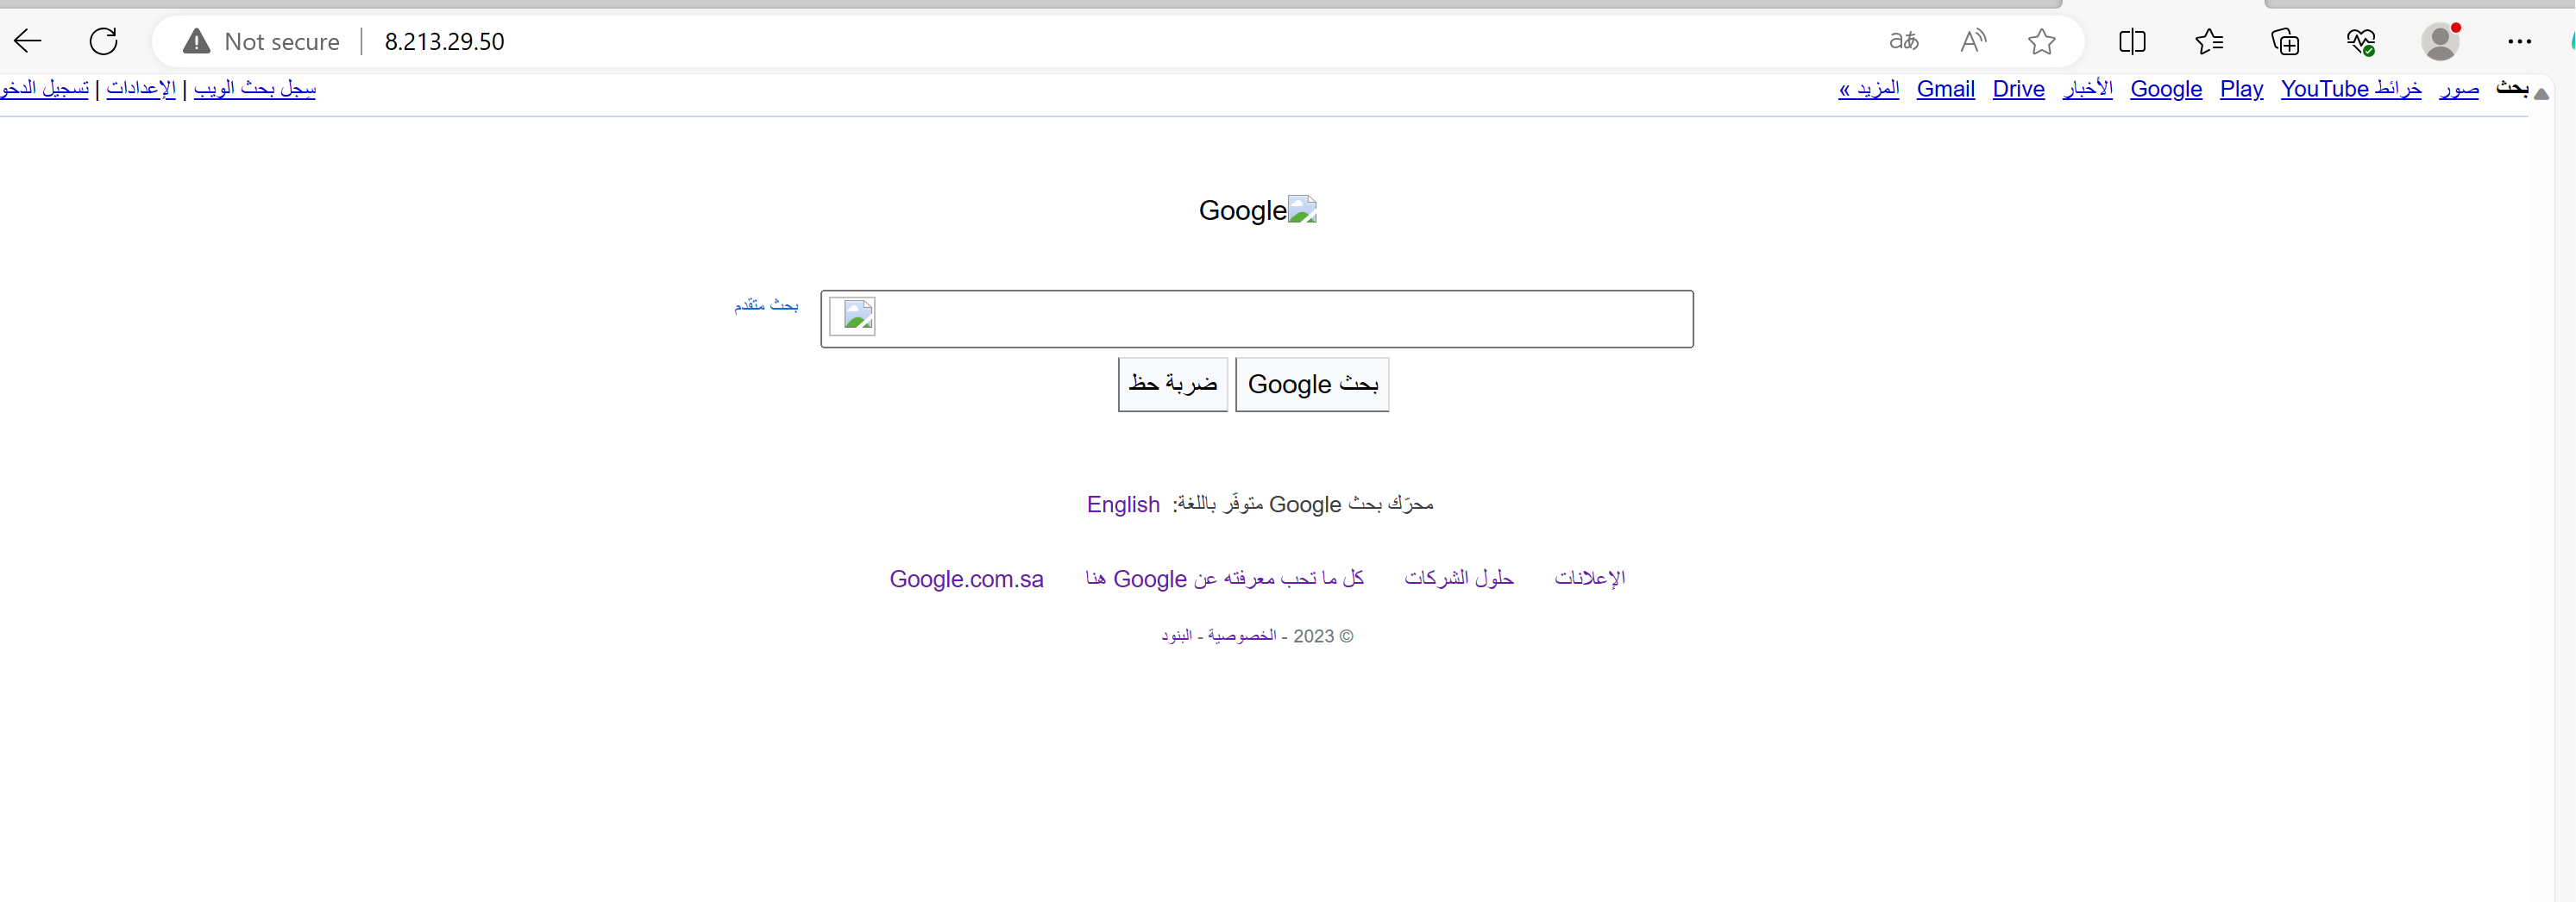 Not secure | 8.213.29.50
بحث صور خرائط YouTube Play Google الأخبار Drive Gmail المزيد »
سجل بحث الويب | الإعدادات | تسجيل الدخو
Google
بحث متقدم
بحث Google ضربة حظ
محرّك بحث Google متوفّر باللغة: English
الإعلانات حلول الشركات كل ما تحب معرفته عن Google هنا Google.com.sa
© 2023 - الخصوصية - البنود